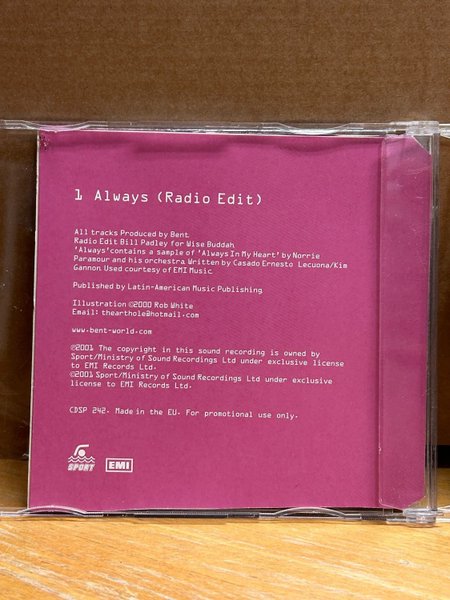 1 Always (Radio Edit)
All tracks Produced by Bent
Radio Edit Bill Padley for Wise Buddah
'Always'contains a sample of 'Always In My Heart' by Norrie
Paramour and his orchestra. Written by Casado Ernesto Lecuona/Kim
Gannon. Used courtesy of EMI Music
Published by Latin-American Music Publishing
Illustration ©2000 Rob White
Email: thearthole@hotmail.com
www.bent-world.com
℗2001 The copyright in this sound recording is owned by
Sport/Ministry of Sound Recordings Ltd under exclusive license
to EMI Records Ltd.
©2001 Sport/Ministry of Sound Recordings Ltd under exclusive
license to EMI Records Ltd.
CDSP 242. Made in the EU. For promotional use only.
SPORT EMI